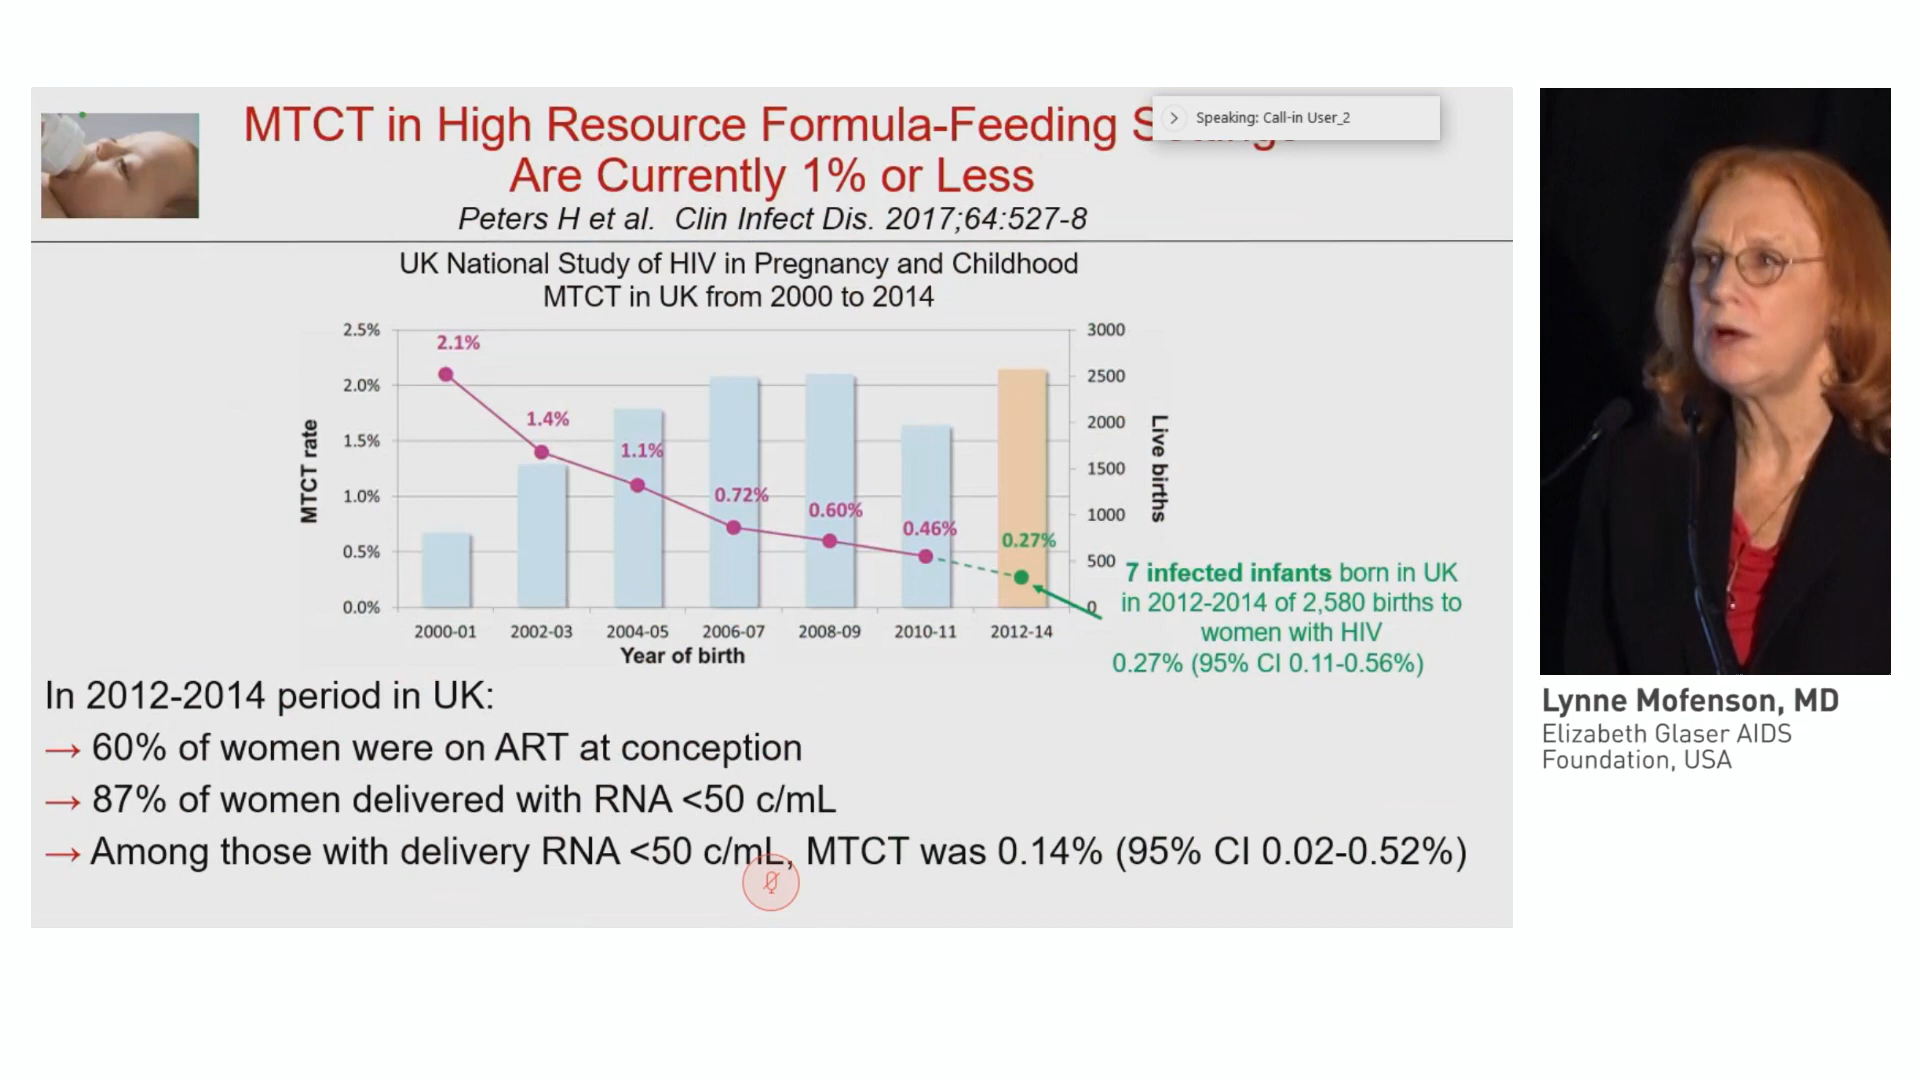 MTCT in High Resource Formula-Feeding
Are Currently 1% or Less
Speaking: Call-in User_2
Peters H et al. Clin Infect Dis. 2017;64:527-8
UK National Study of HIV in Pregnancy and Childhood
MTCT in UK from 2000 to 2014
2.5%
2.0%
1.5%
1.0%
0.5%
0.0%
MTCT rate
2.1%
1.4%
1.1%
0.72%
0.60%
0.46%
0.27%
3000
2500
2000
1500
1000
500
0
Live births
2000-01 2002-03 2004-05 2006-07 2008-09 2010-11 2012-14
Year of birth
7 infected infants born in UK
in 2012-2014 of 2,580 births to
women with HIV
0.27% (95% CI 0.11-0.56%)
In 2012-2014 period in UK:
→ 60% of women were on ART at conception
→ 87% of women delivered with RNA <50 c/mL
→ Among those with delivery RNA <50 c/mL, MTCT was 0.14% (95% CI 0.02-0.52%)
Lynne Mofenson, MD
Elizabeth Glaser AIDS
Foundation, USA